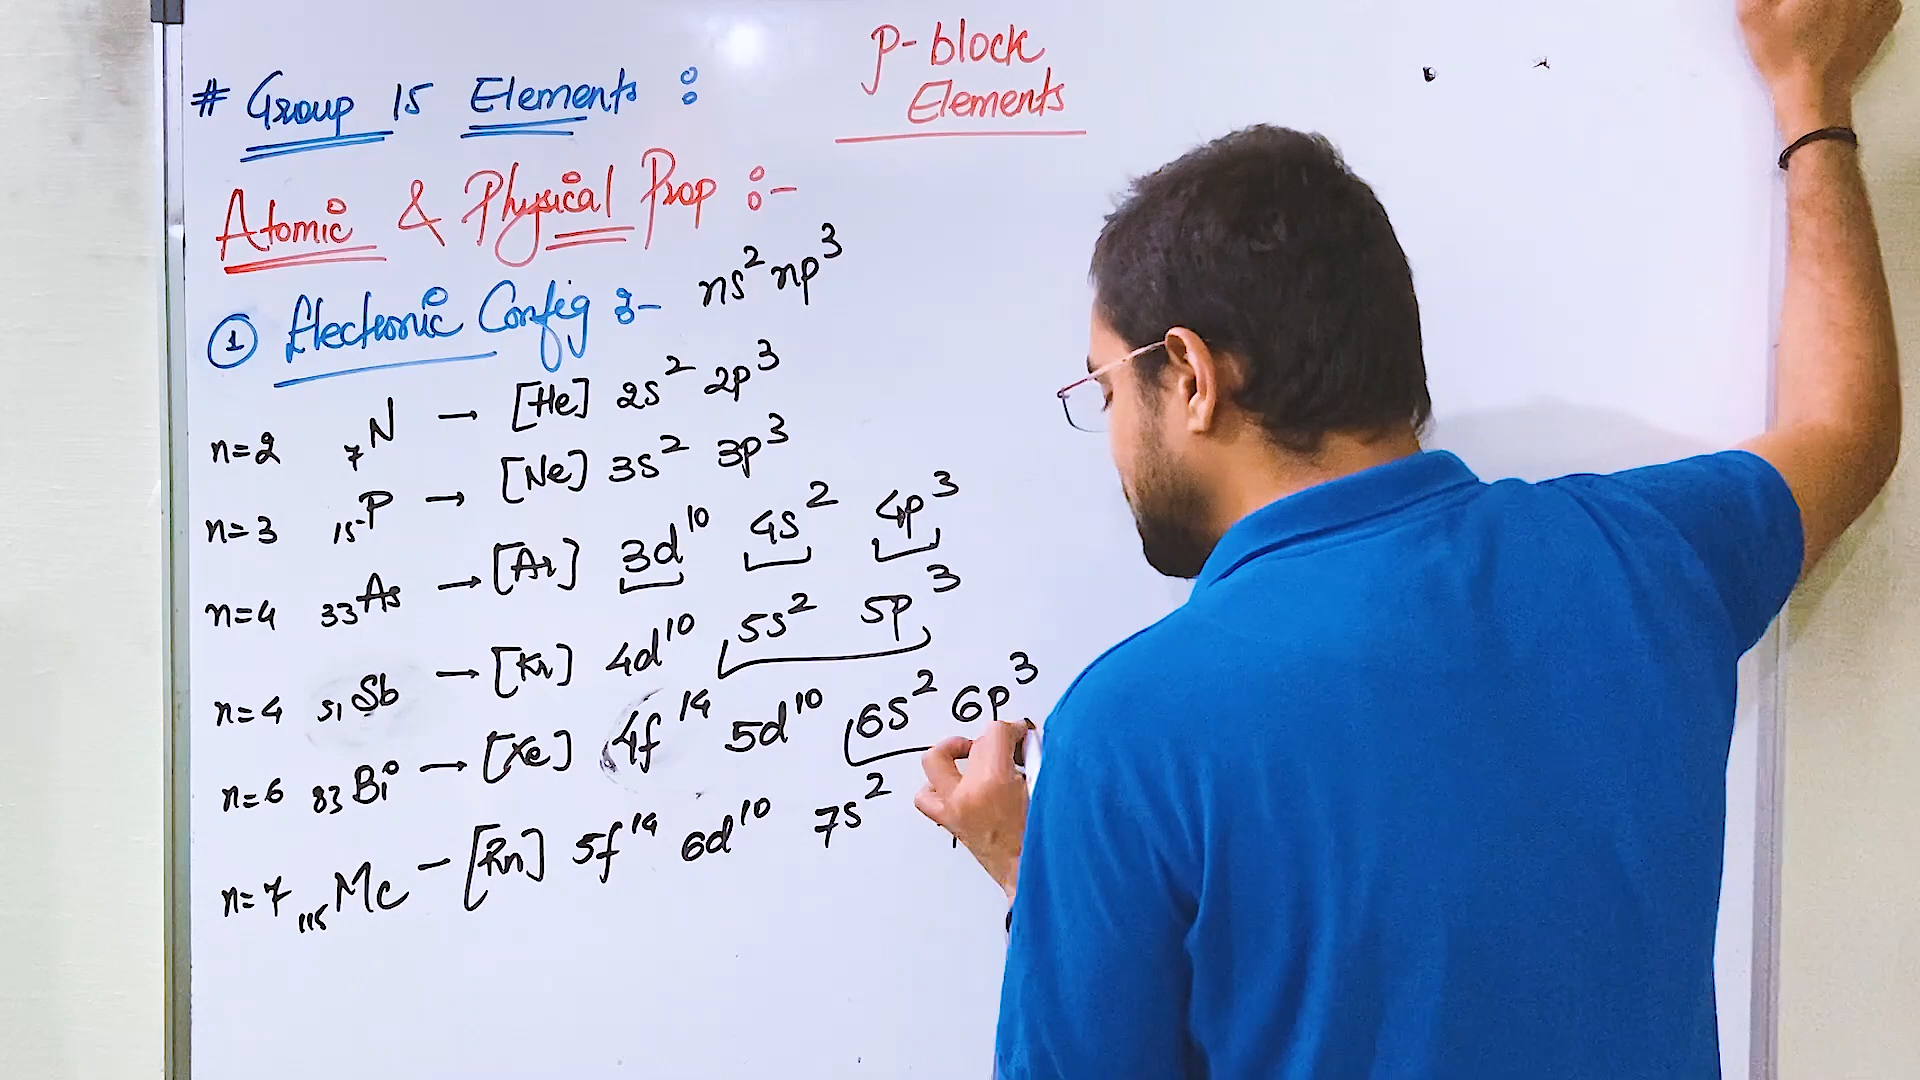 p-block
Elements
# Group 15 Elements :
Atomic & Physical Prop :-
① Electronic Config :- ns² np³
n=2 ₇N → [He] 2s² 2p³
n=3 ₁₅P → [Ne] 3s² 3p³
n=4 ₃₃As → [Ar] 3d¹⁰ 4s² 4p³
n=4 ₅₁Sb → [Kr] 4d¹⁰ 5s² 5p³
n=6 ₈₃Bi → [Xe] 4f¹⁴ 5d¹⁰ 6s² 6p³
n=7 ₁₁₅Mc - [Rn] 5f¹⁴ 6d¹⁰ 7s²